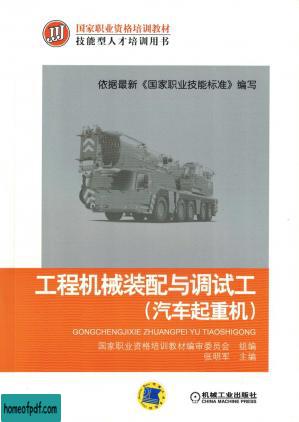 国家职业资格培训教材
技能型人才培训用书
依据最新《国家职业技能标准》编写
工程机械装配与调试工
(汽车起重机)
GONGCHENGJIXIE ZHUANGPEI YU TIAOSHIGONG
国家职业资格培训教材编审委员会 组编
张明军 主编
机械工业出版社
CHINA MACHINE PRESS
homeofpdf.com